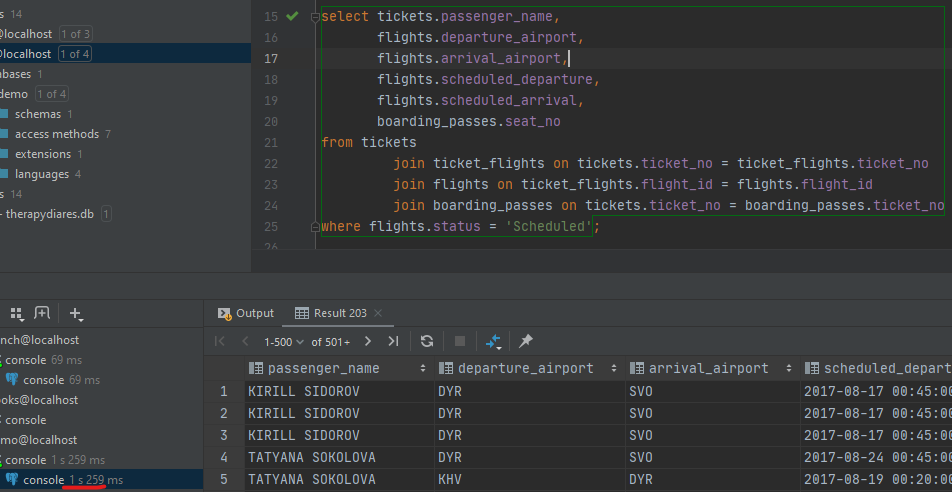 s 14
@localhost 1 of 3
@localhost 1 of 4
abases 1
demo 1 of 4
schemas 1
access methods 7
extensions 1
languages 4
s 14
- therapydiares.db 1
15 select tickets.passenger_name,
16 flights.departure_airport,
17 flights.arrival_airport,
18 flights.scheduled_departure,
19 flights.scheduled_arrival,
20 boarding_passes.seat_no
21 from tickets
22 join ticket_flights on tickets.ticket_no = ticket_flights.ticket_no
23 join flights on ticket_flights.flight_id = flights.flight_id
24 join boarding_passes on tickets.ticket_no = boarding_passes.ticket_no
25 where flights.status = 'Scheduled';
26
nch@localhost
console 69 ms
console 69 ms
oks@localhost
console
mo@localhost
console 1 s 259 ms
console 1 s 259 ms
Output Result 203
1-500 of 501+
passenger_name departure_airport arrival_airport scheduled_depart
1 KIRILL SIDOROV DYR SVO 2017-08-17 00:45:00
2 KIRILL SIDOROV DYR SVO 2017-08-17 00:45:00
3 KIRILL SIDOROV DYR SVO 2017-08-17 00:45:00
4 TATYANA SOKOLOVA DYR SVO 2017-08-24 00:45:00
5 TATYANA SOKOLOVA KHV DYR 2017-08-19 00:20:00